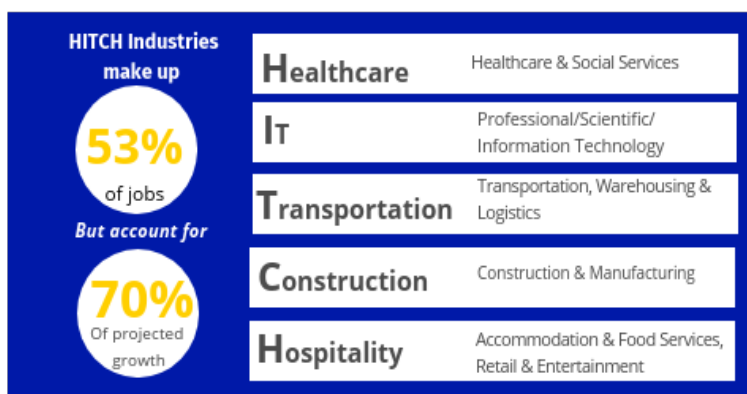 HITCH Industries
make up
53%
of jobs
But account for
70%
Of projected
growth
Healthcare
Healthcare & Social Services
IT
Professional/Scientific/
Information Technology
Transportation
Transportation, Warehousing &
Logistics
Construction
Construction & Manufacturing
Hospitality
Accommodation & Food Services,
Retail & Entertainment